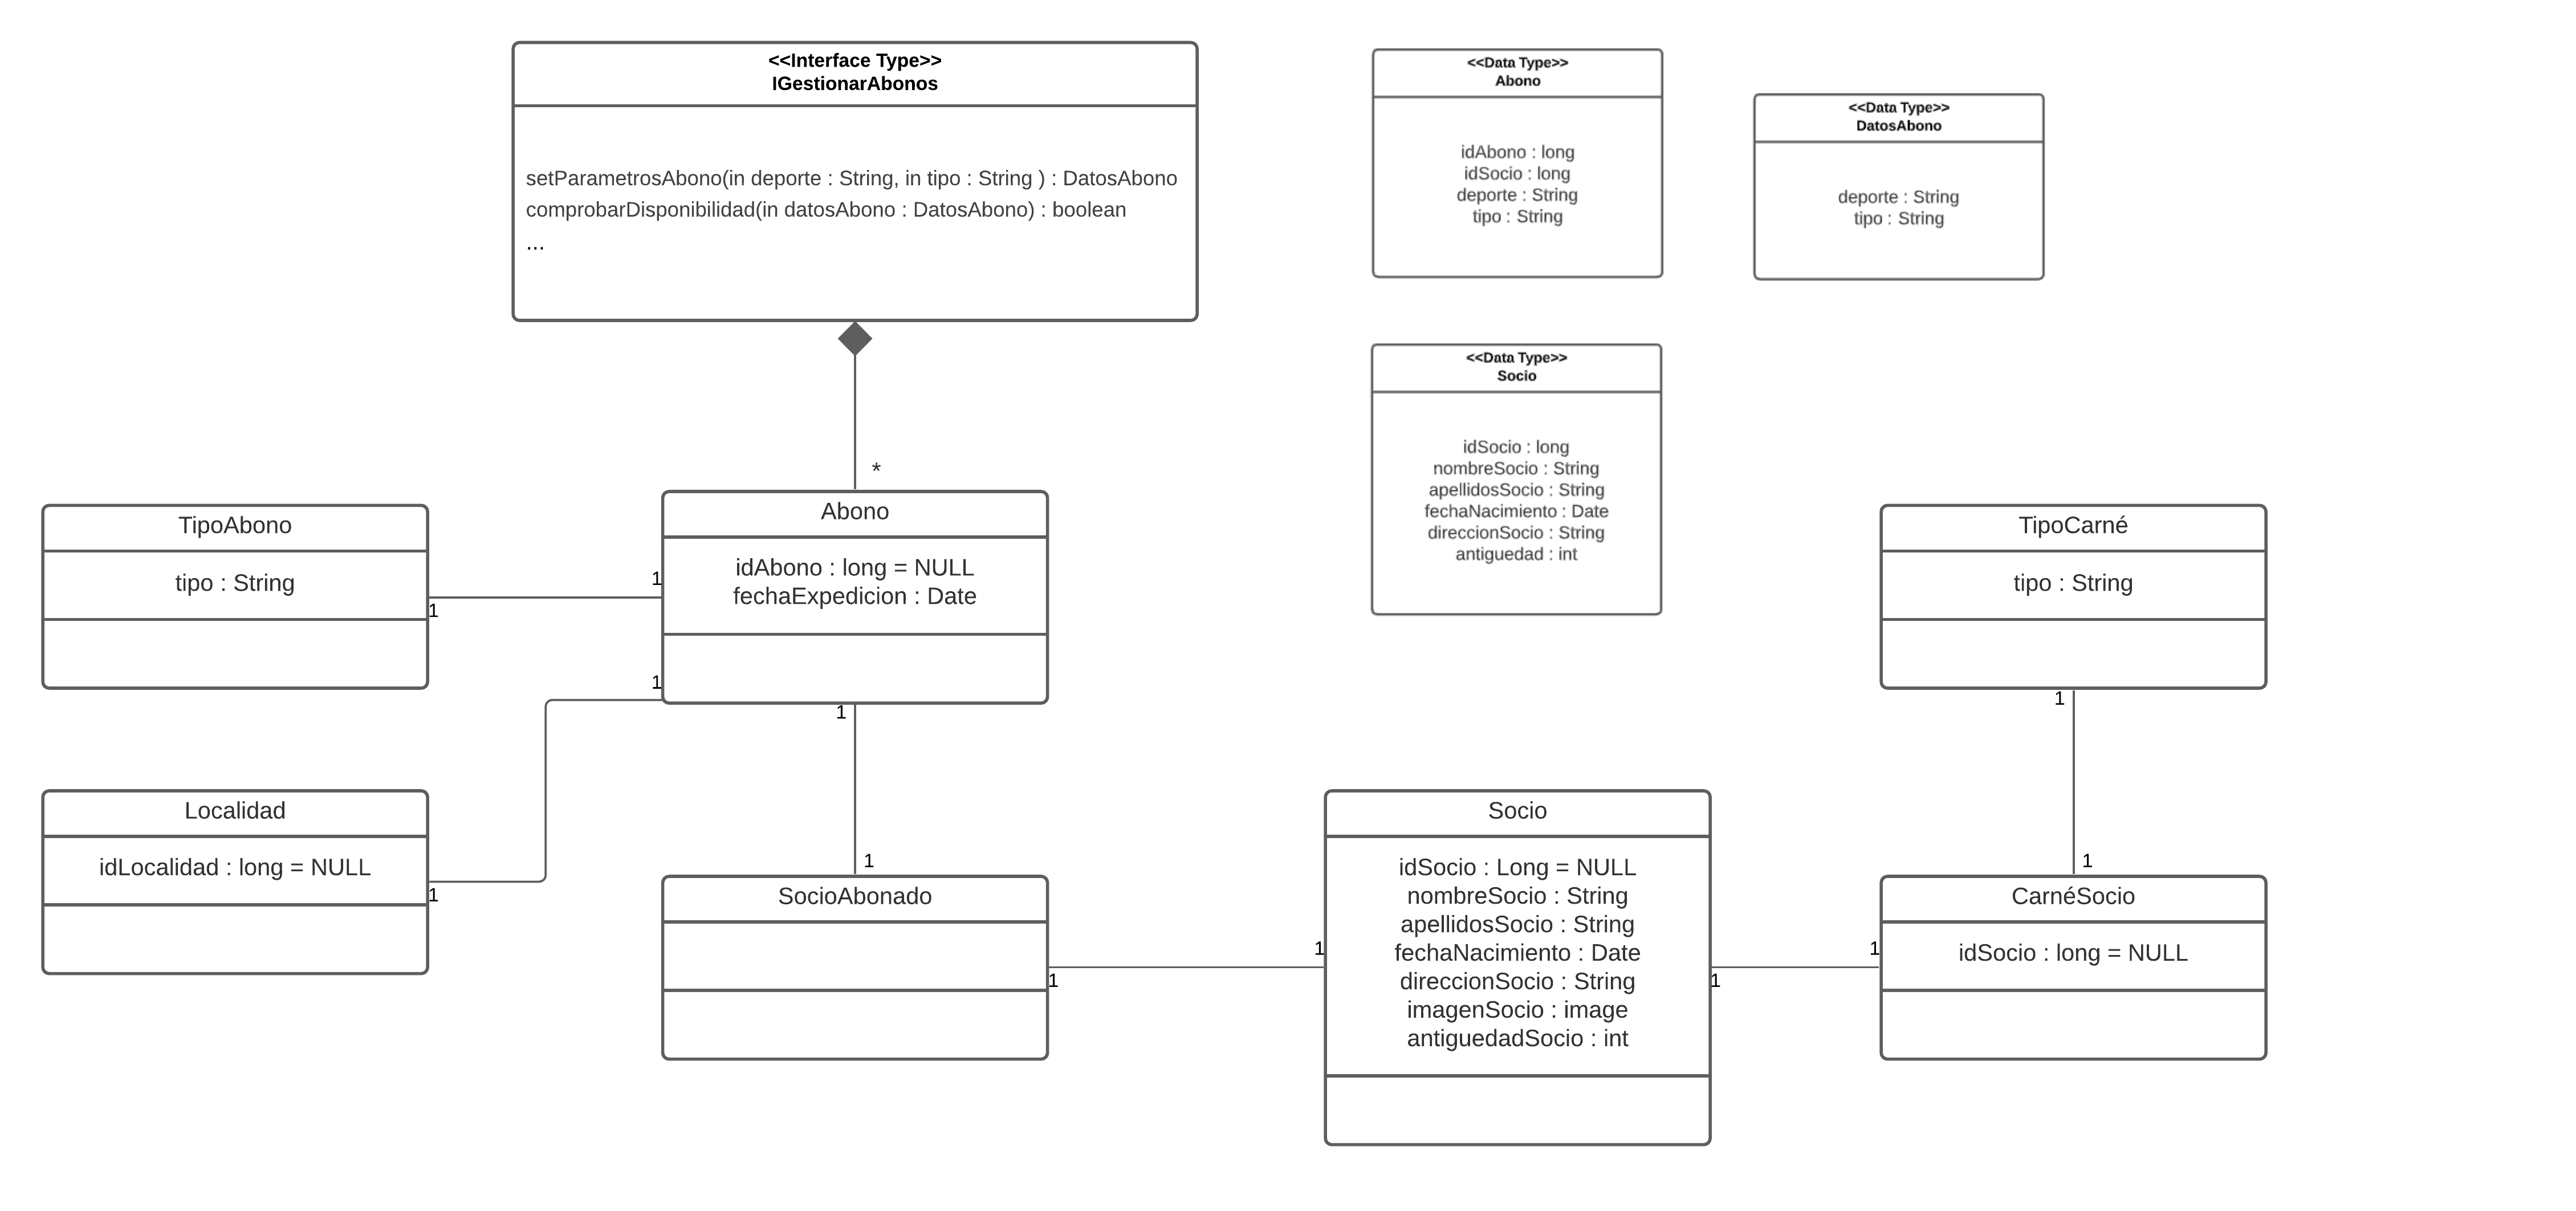 <<Interface Type>>
IGestionarAbonos
setParametrosAbono(in deporte : String, in tipo : String ) : DatosAbono
comprobarDisponibilidad(in datosAbono : DatosAbono) : boolean
...
<<Data Type>>
Abono
idAbono : long
idSocio : long
deporte : String
tipo : String
<<Data Type>>
DatosAbono
deporte : String
tipo : String
<<Data Type>>
Socio
idSocio : long
nombreSocio : String
apellidosSocio : String
fechaNacimiento : Date
direccionSocio : String
antiguedad : int
*
TipoAbono
tipo : String
1
1
Abono
idAbono : long = NULL
fechaExpedicion : Date
1
1
TipoCarné
tipo : String
1
Localidad
idLocalidad : long = NULL
1
1
SocioAbonado
1
1
Socio
idSocio : Long = NULL
nombreSocio : String
apellidosSocio : String
fechaNacimiento : Date
direccionSocio : String
imagenSocio : image
antiguedadSocio : int
1
1
1
CarnéSocio
idSocio : long = NULL